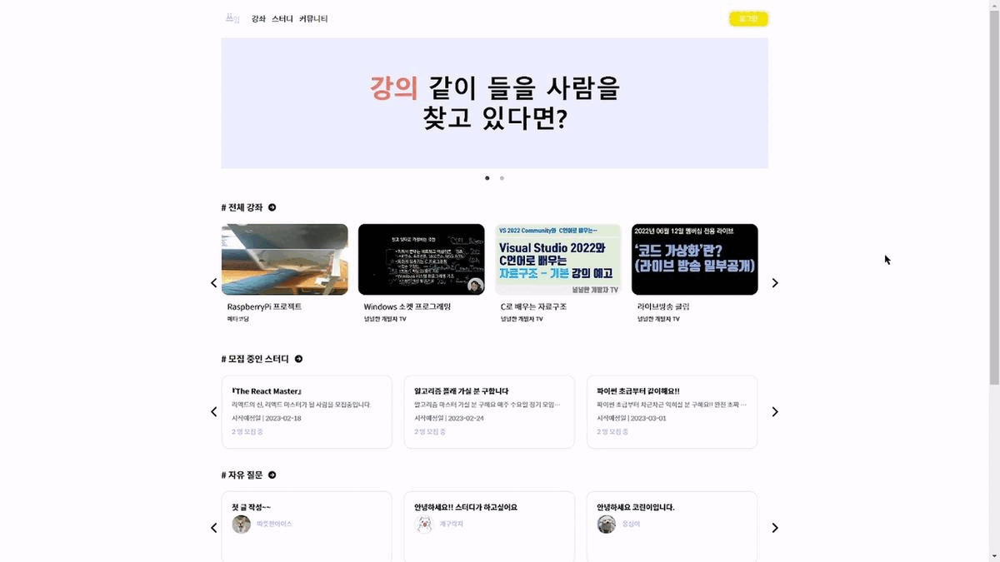 쓰임
강좌 스터디 커뮤니티
로그인
강의 같이 들을 사람을
찾고 있다면?
# 전체 강좌
VS 2022 Community와 C언어로 배우는…
Visual Studio 2022와
C언어로 배우는
자료구조 - 기본 강의 예고
널널한 개발자 TV
2022년 06월 12일 멤버십 전용 라이브
'코드 가상화'란?
(라이브 방송 일부공개)
RaspberryPi 프로젝트
메타코딩
Windows 소켓 프로그래밍
널널한 개발자 TV
C로 배우는 자료구조
널널한 개발자 TV
라이브방송 클립
널널한 개발자 TV
# 모집 중인 스터디
『The React Master』
리액트의 신, 리액트 마스터가 될 사람을 모집중입니다.
시작예정일 | 2023-02-18
2 명 모집 중
알고리즘 플래 가실 분 구합니다
알고리즘 마스터 가실 분 구해요 매주 수요일 정기 모임…
시작예정일 | 2023-02-24
2 명 모집 중
파이썬 초급부터 같이해요!!
파이썬 초급부터 차근차근 익히실 분 구해요!! 완전 초짜 …
시작예정일 | 2023-03-01
2 명 모집 중
# 자유 질문
첫 글 작성~~
따뜻한아이스
안녕하세요!! 스터디가 하고싶어요
개구락지
안녕하세요 코린이입니다.
옹심이